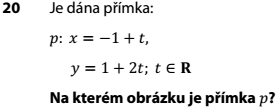 20 Je dána přímka:
p: x = −1 + t,
y = 1 + 2t; t ∈ R
Na kterém obrázku je přímka p?